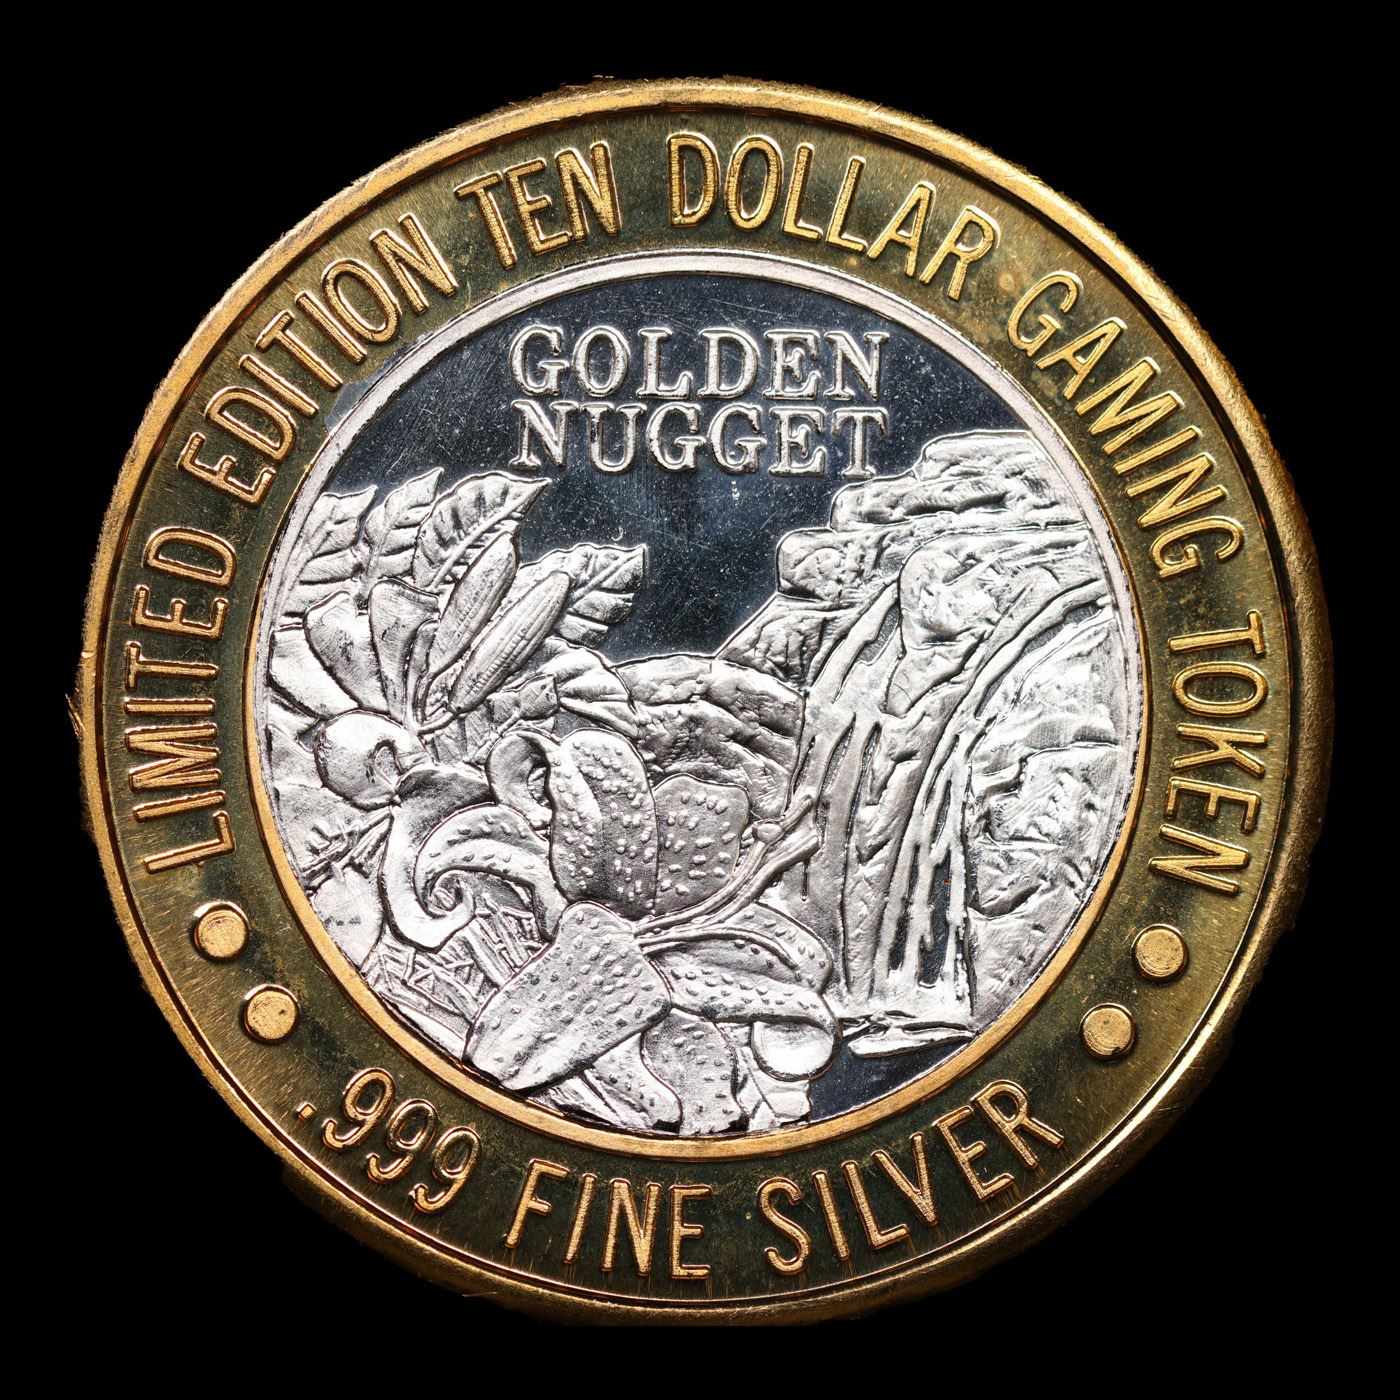 LIMITED EDITION TEN DOLLAR GAMING TOKEN
GOLDEN
NUGGET
.999 FINE SILVER